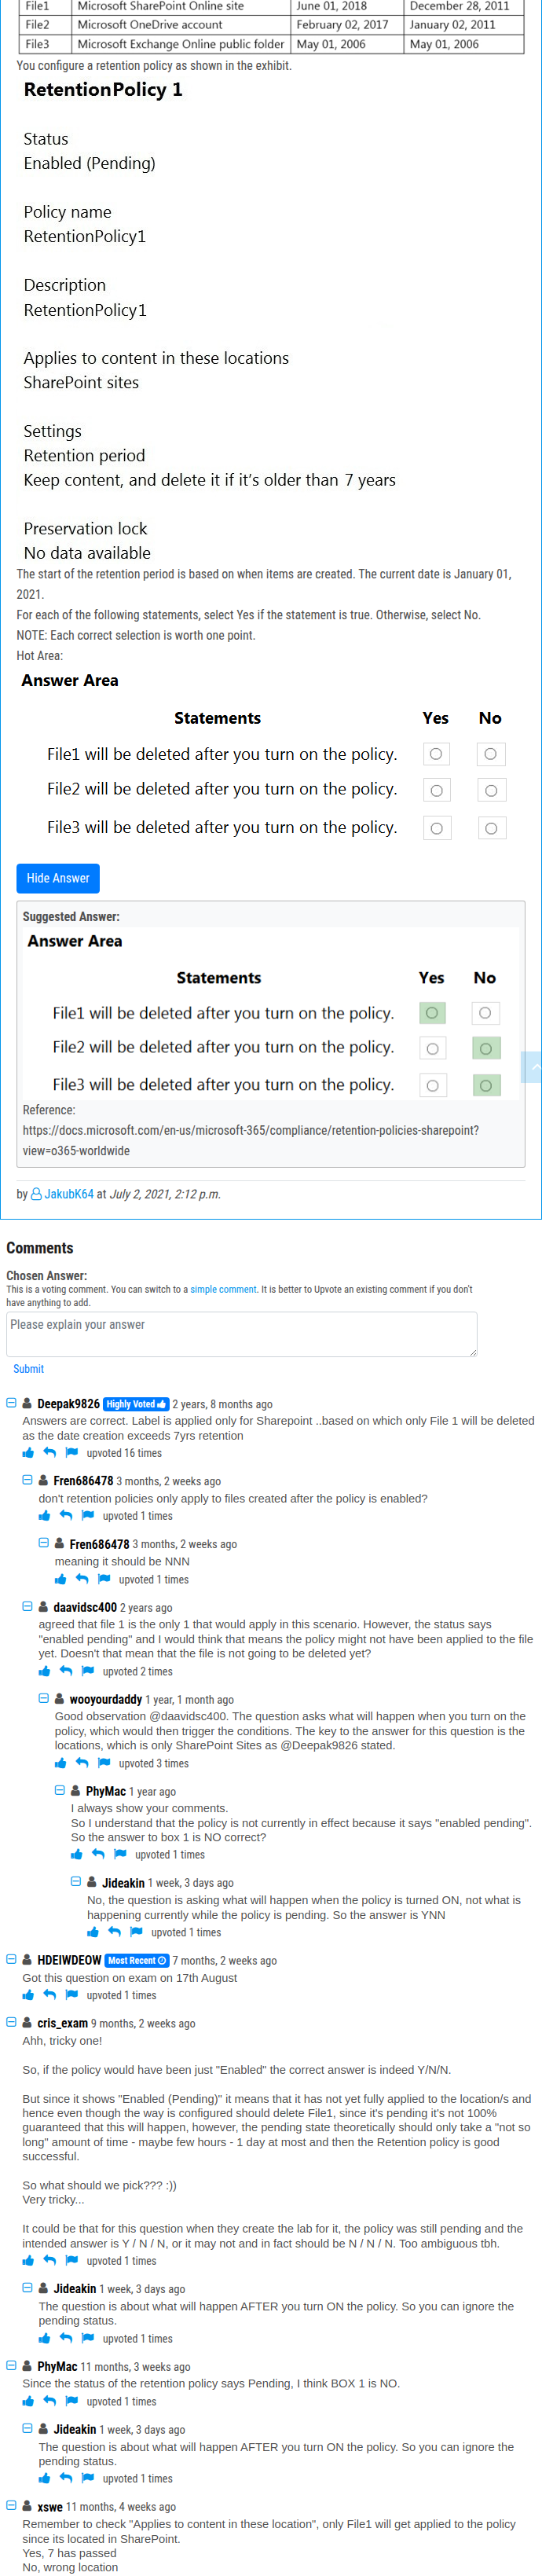 File1 Microsoft SharePoint Online site June 01, 2018 December 28, 2011
File2 Microsoft OneDrive account February 02, 2017 January 02, 2011
File3 Microsoft Exchange Online public folder May 01, 2006 May 01, 2006
You configure a retention policy as shown in the exhibit.
RetentionPolicy 1
Status
Enabled (Pending)
Policy name
RetentionPolicy1
Description
RetentionPolicy1
Applies to content in these locations
SharePoint sites
Settings
Retention period
Keep content, and delete it if it's older than 7 years
Preservation lock
No data available
The start of the retention period is based on when items are created. The current date is January 01,
2021.
For each of the following statements, select Yes if the statement is true. Otherwise, select No.
NOTE: Each correct selection is worth one point.
Hot Area:
Answer Area
Statements Yes No
File1 will be deleted after you turn on the policy.
File2 will be deleted after you turn on the policy.
File3 will be deleted after you turn on the policy.
Hide Answer
Suggested Answer:
Answer Area
Statements Yes No
File1 will be deleted after you turn on the policy.
File2 will be deleted after you turn on the policy.
File3 will be deleted after you turn on the policy.
Reference:
https://docs.microsoft.com/en-us/microsoft-365/compliance/retention-policies-sharepoint?
view=o365-worldwide
by JakubK64 at July 2, 2021, 2:12 p.m.
Comments
Chosen Answer:
This is a voting comment. You can switch to a simple comment. It is better to Upvote an existing comment if you don't
have anything to add.
Please explain your answer
Submit
Deepak9826 Highly Voted 2 years, 8 months ago
Answers are correct. Label is applied only for Sharepoint ..based on which only File 1 will be deleted
as the date creation exceeds 7yrs retention
upvoted 16 times
Fren686478 3 months, 2 weeks ago
don't retention policies only apply to files created after the policy is enabled?
upvoted 1 times
Fren686478 3 months, 2 weeks ago
meaning it should be NNN
upvoted 1 times
daavidsc400 2 years ago
agreed that file 1 is the only 1 that would apply in this scenario. However, the status says
"enabled pending" and I would think that means the policy might not have been applied to the file
yet. Doesn't that mean that the file is not going to be deleted yet?
upvoted 2 times
wooyourdaddy 1 year, 1 month ago
Good observation @daavidsc400. The question asks what will happen when you turn on the
policy, which would then trigger the conditions. The key to the answer for this question is the
locations, which is only SharePoint Sites as @Deepak9826 stated.
upvoted 3 times
PhyMac 1 year ago
I always show your comments.
So I understand that the policy is not currently in effect because it says "enabled pending".
So the answer to box 1 is NO correct?
upvoted 1 times
Jideakin 1 week, 3 days ago
No, the question is asking what will happen when the policy is turned ON, not what is
happening currently while the policy is pending. So the answer is YNN
upvoted 1 times
HDEIWDEOW Most Recent 7 months, 2 weeks ago
Got this question on exam on 17th August
upvoted 1 times
cris_exam 9 months, 2 weeks ago
Ahh, tricky one!
So, if the policy would have been just "Enabled" the correct answer is indeed Y/N/N.
But since it shows "Enabled (Pending)" it means that it has not yet fully applied to the location/s and
hence even though the way is configured should delete File1, since it's pending it's not 100%
guaranteed that this will happen, however, the pending state theoretically should only take a "not so
long" amount of time - maybe few hours - 1 day at most and then the Retention policy is good
successful.
So what should we pick??? :))
Very tricky...
It could be that for this question when they create the lab for it, the policy was still pending and the
intended answer is Y / N / N, or it may not and in fact should be N / N / N. Too ambiguous tbh.
upvoted 1 times
Jideakin 1 week, 3 days ago
The question is about what will happen AFTER you turn ON the policy. So you can ignore the
pending status.
upvoted 1 times
PhyMac 11 months, 3 weeks ago
Since the status of the retention policy says Pending, I think BOX 1 is NO.
upvoted 1 times
Jideakin 1 week, 3 days ago
The question is about what will happen AFTER you turn ON the policy. So you can ignore the
pending status.
upvoted 1 times
xswe 11 months, 4 weeks ago
Remember to check "Applies to content in these location", only File1 will get applied to the policy
since its located in SharePoint.
Yes, 7 has passed
No, wrong location